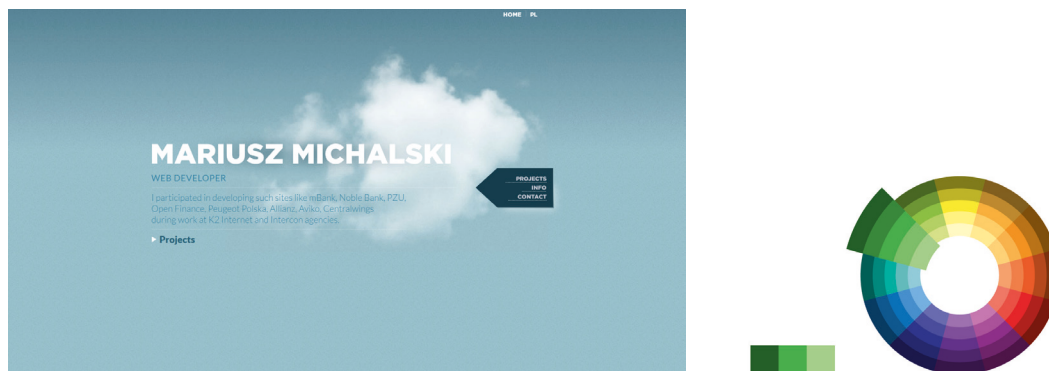 HOME PL
MARIUSZ MICHALSKI
WEB DEVELOPER
I participated in developing such sites like mBank, Noble Bank, PZU,
Open Finance, Peugeot Polska, Allianz, Aviko, Centralwings
during work at K2 Internet and Intercon agencies.
Projects
PROJECTS
INFO
CONTACT